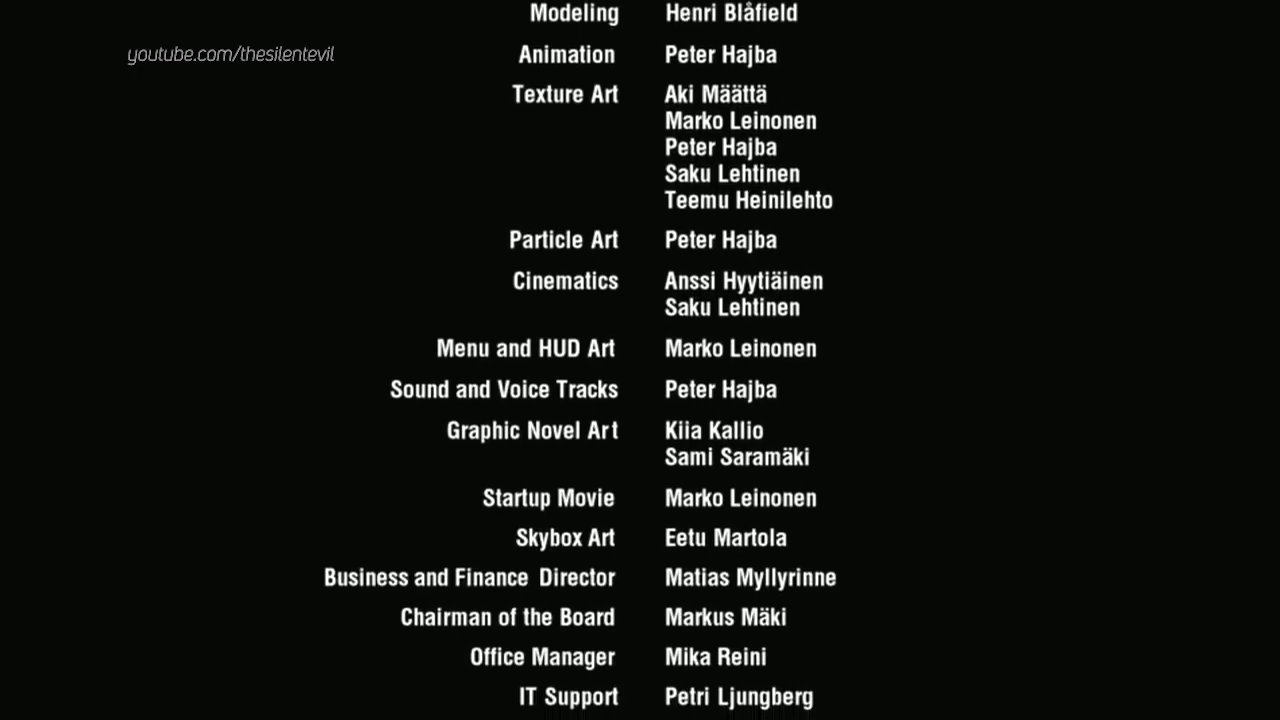 Modeling Henri Blåfield
youtube.com/thesilentevil
Animation Peter Hajba
Texture Art Aki Määttä
Marko Leinonen
Peter Hajba
Saku Lehtinen
Teemu Heinilehto
Particle Art Peter Hajba
Cinematics Anssi Hyytiäinen
Saku Lehtinen
Menu and HUD Art Marko Leinonen
Sound and Voice Tracks Peter Hajba
Graphic Novel Art Kiia Kallio
Sami Saramäki
Startup Movie Marko Leinonen
Skybox Art Eetu Martola
Business and Finance Director Matias Myllyrinne
Chairman of the Board Markus Mäki
Office Manager Mika Reini
IT Support Petri Ljungberg